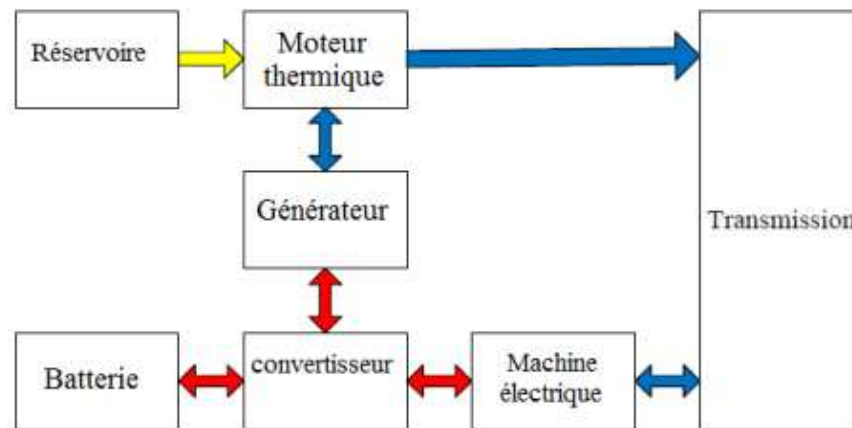 Réservoire
Moteur
thermique
Générateur
Transmission
Batterie
convertisseur
Machine
électrique